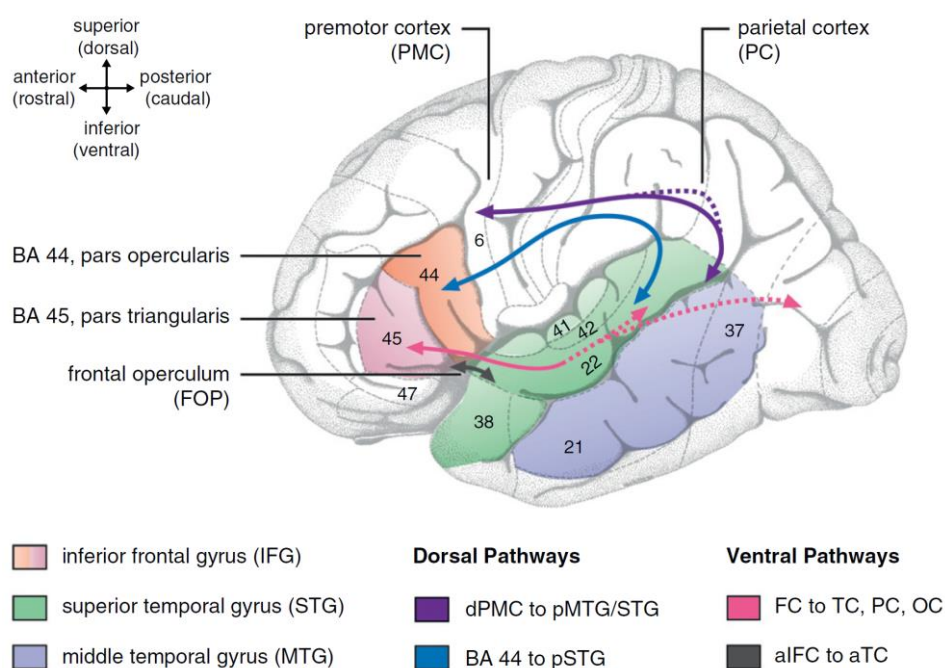 superior
(dorsal)
anterior
(rostral)
posterior
(caudal)
inferior
(ventral)
premotor cortex
(PMC)
parietal cortex
(PC)
BA 44, pars opercularis
BA 45, pars triangularis
frontal operculum
(FOP)
6
44
45
47
41
42
22
37
38
21
inferior frontal gyrus (IFG)
superior temporal gyrus (STG)
middle temporal gyrus (MTG)
Dorsal Pathways
dPMC to pMTG/STG
BA 44 to pSTG
Ventral Pathways
FC to TC, PC, OC
aIFC to aTC